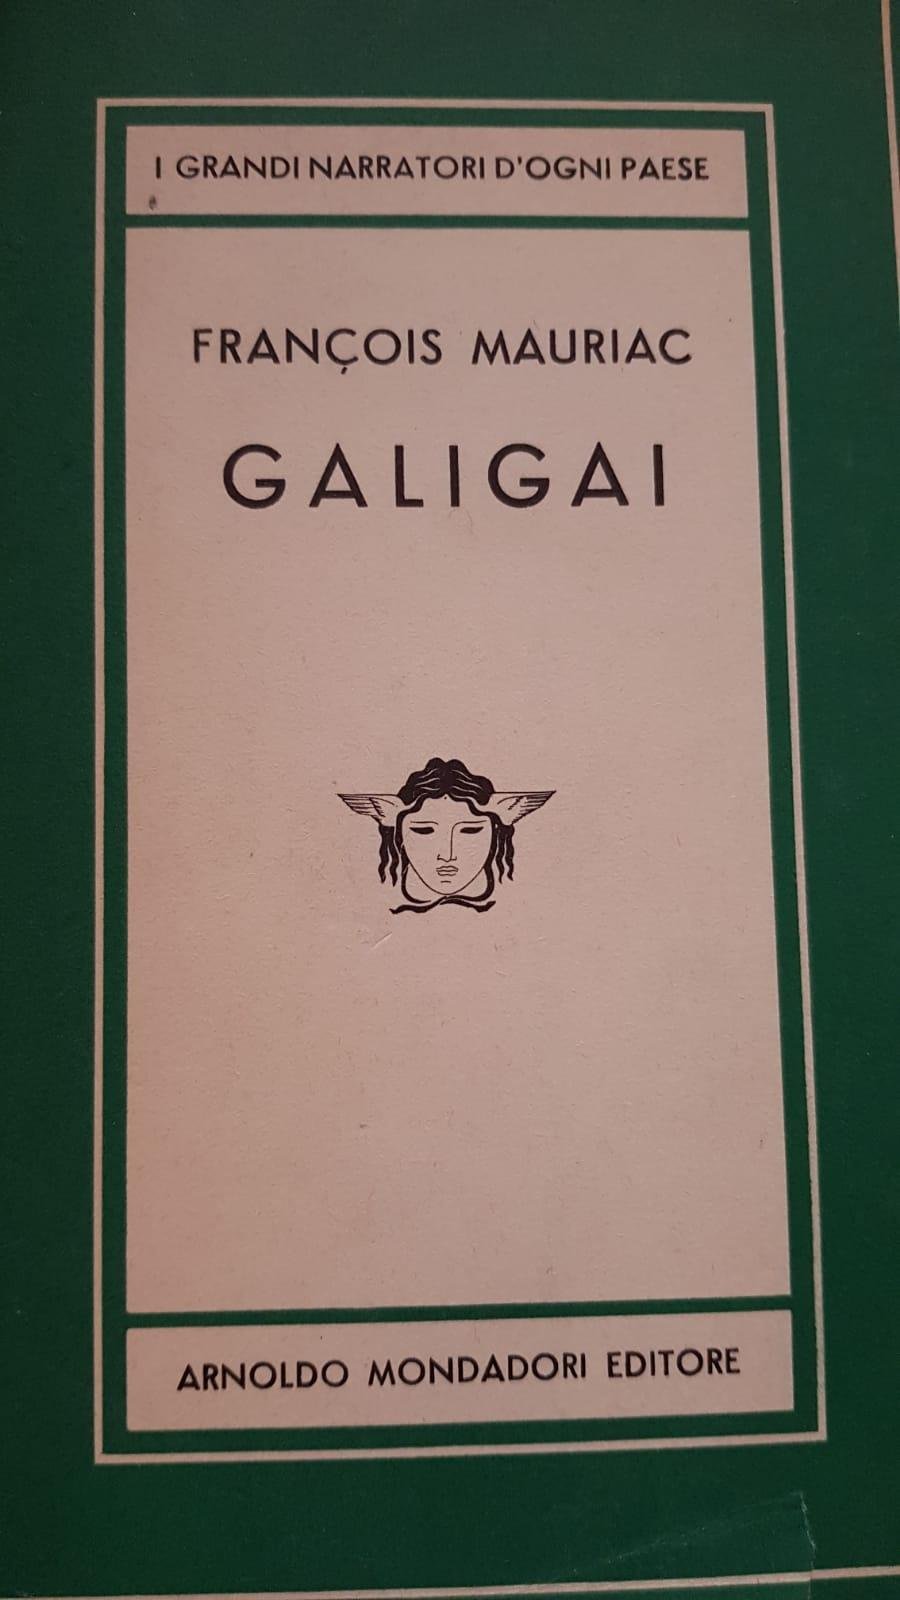 I GRANDI NARRATORI D'OGNI PAESE
FRANÇOIS MAURIAC
GALIGAI
ARNOLDO MONDADORI EDITORE